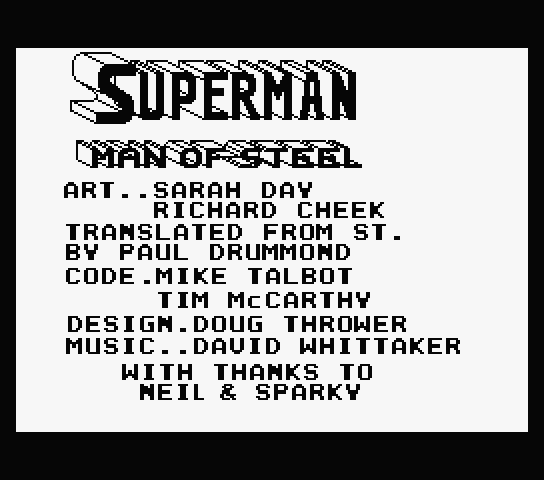 SUPERMAN
MAN OF STEEL
ART..SARAH DAY
RICHARD CHEEK
TRANSLATED FROM ST.
BY PAUL DRUMMOND
CODE.MIKE TALBOT
TIM McCARTHY
DESIGN.DOUG THROWER
MUSIC..DAVID WHITTAKER
WITH THANKS TO
NEIL & SPARKY